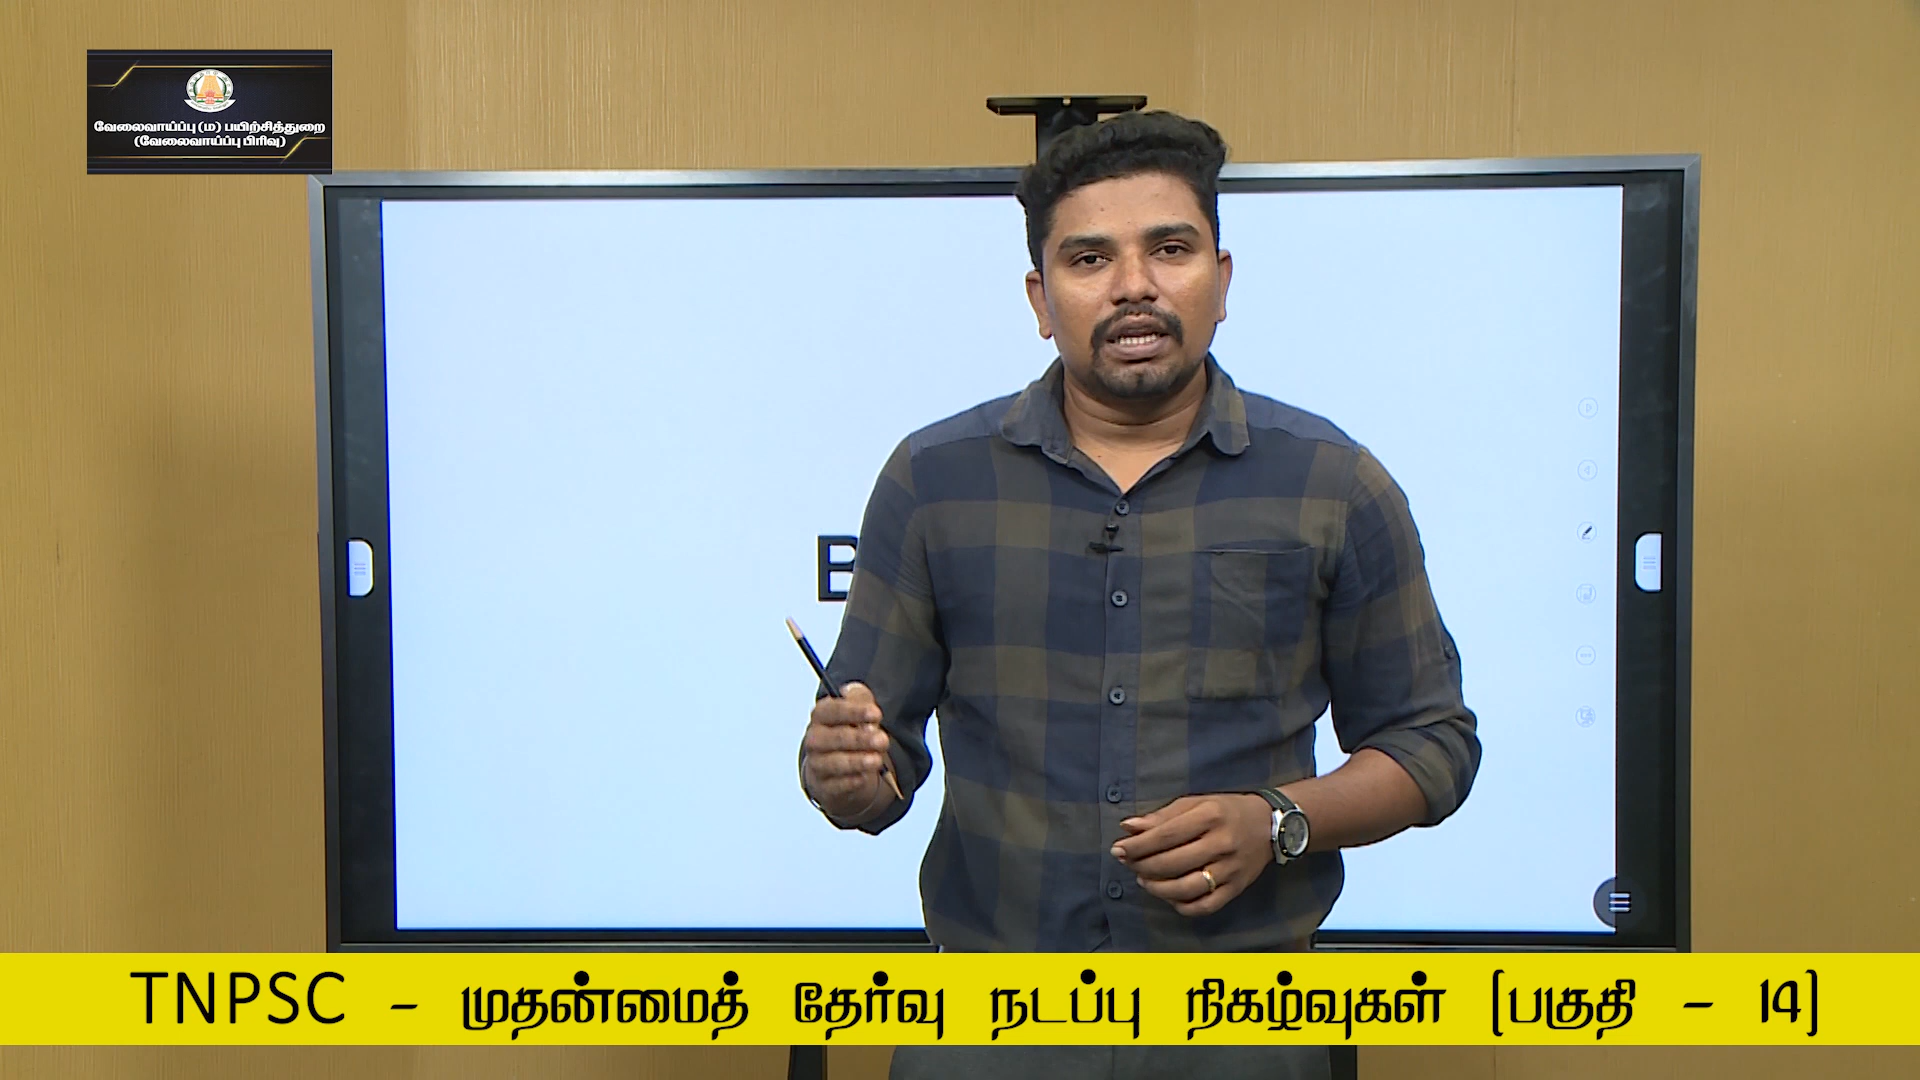 வேலைவாய்ப்பு (ம) பயிற்சித்துறை
(வேலைவாய்ப்பு பிரிவு)
B
TNPSC - முதன்மைத் தேர்வு நடப்பு நிகழ்வுகள் (பகுதி - 14)